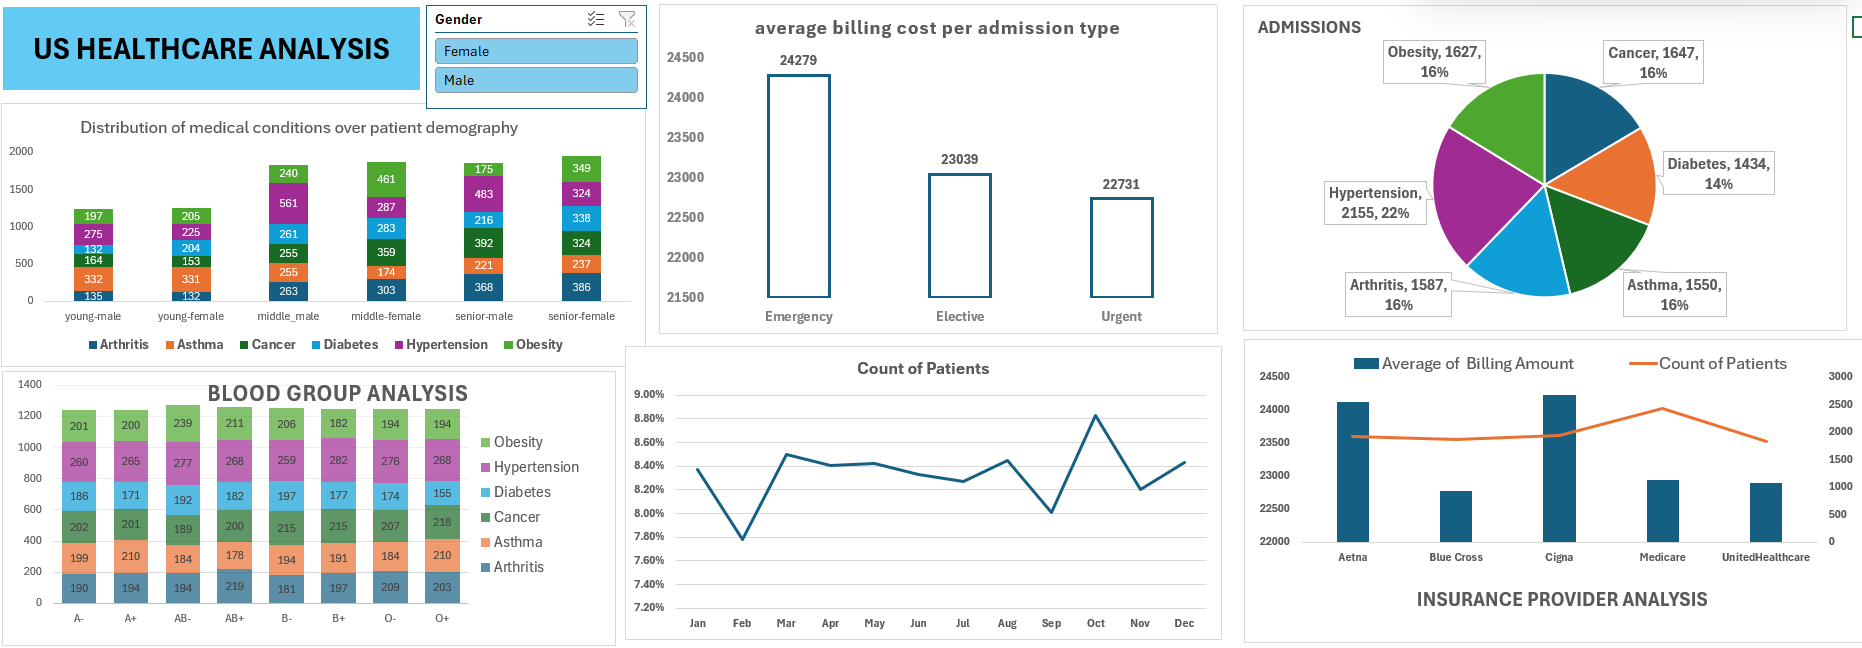 US HEALTHCARE ANALYSIS
Gender
Female
Male
Distribution of medical conditions over patient demography
2000
1500
1000
500
0
197 205 240 461 175 349
275 225 561 287 483 324
132 204 261 283 216 338
164 153 255 359 392 324
332 331 255 174 221 237
135 132 263 303 368 386
young-male young-female middle_male middle-female senior-male senior-female
Arthritis Asthma Cancer Diabetes Hypertension Obesity
average billing cost per admission type
24500
24000
23500
23000
22500
22000
21500
24279
23039
22731
Emergency Elective Urgent
ADMISSIONS
Obesity, 1627,
16%
Cancer, 1647,
16%
Diabetes, 1434,
14%
Hypertension,
2155, 22%
Arthritis, 1587,
16%
Asthma, 1550,
16%
BLOOD GROUP ANALYSIS
1400
1200
1000
800
600
400
200
0
201 200 239 211 206 182 194 194
260 265 277 268 259 282 276 268
186 171 192 182 197 177 174 155
202 201 189 200 215 215 207 218
199 210 184 178 194 191 184 210
190 194 194 219 181 197 209 203
A- A+ AB- AB+ B- B+ O- O+
Obesity
Hypertension
Diabetes
Cancer
Asthma
Arthritis
Count of Patients
9.00%
8.80%
8.60%
8.40%
8.20%
8.00%
7.80%
7.60%
7.40%
7.20%
Jan Feb Mar Apr May Jun Jul Aug Sep Oct Nov Dec
Average of Billing Amount Count of Patients
24500
24000
23500
23000
22500
22000
3000
2500
2000
1500
1000
500
0
Aetna Blue Cross Cigna Medicare UnitedHealthcare
INSURANCE PROVIDER ANALYSIS